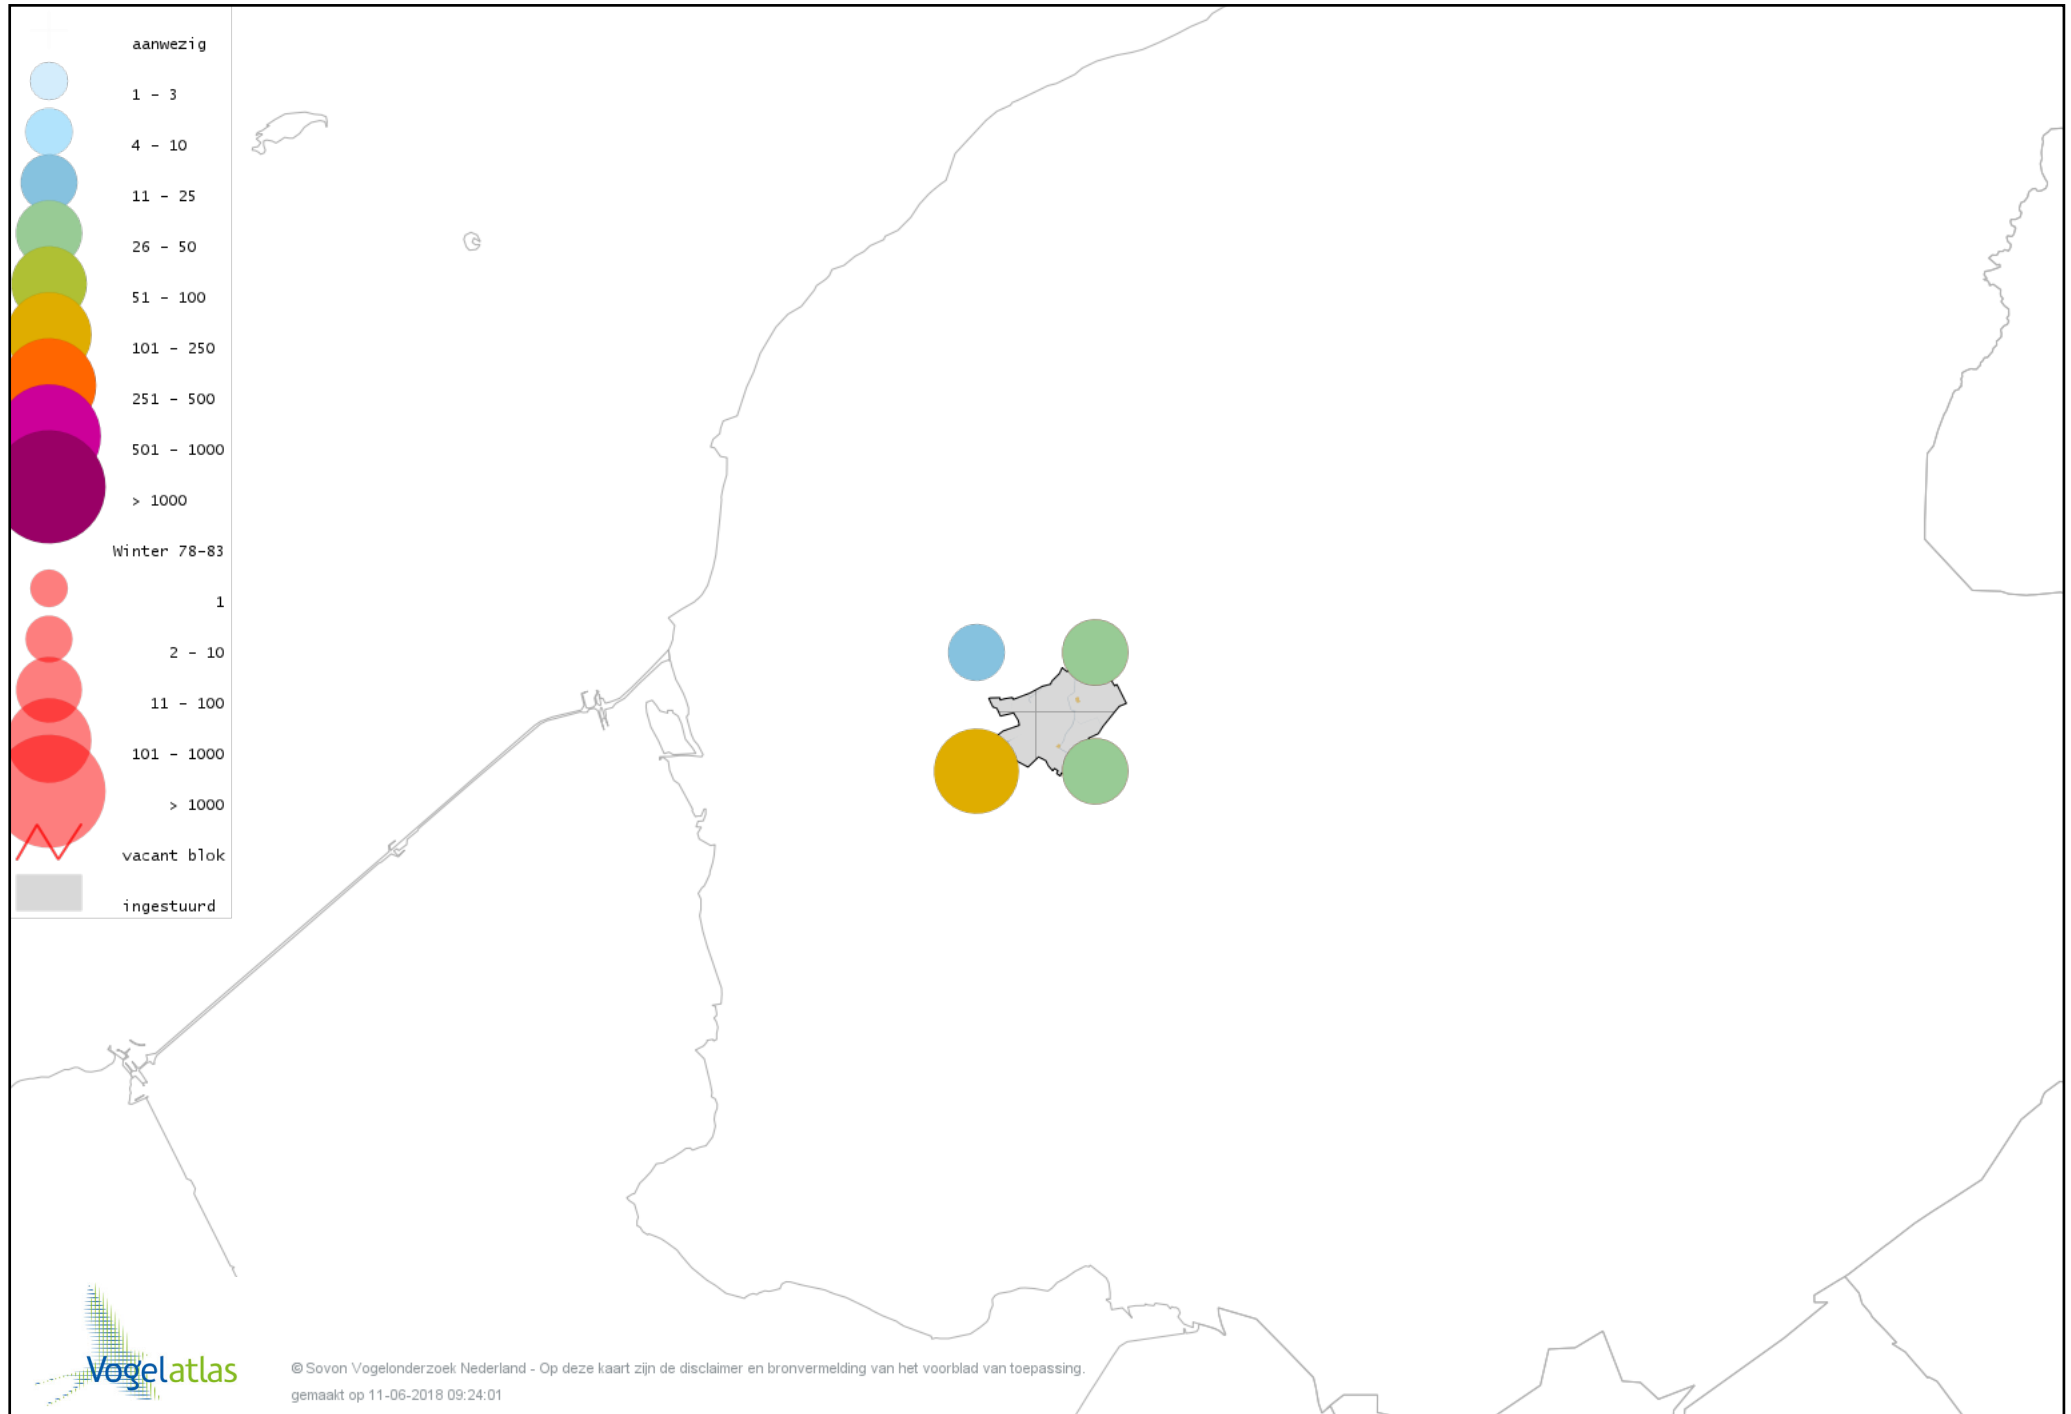 aanwezig
1 - 3
4 - 10
11 - 25
26 - 50
51 - 100
101 - 250
251 - 500
501 - 1000
> 1000
Winter 78-83
1
2 - 10
11 - 100
101 - 1000
> 1000
vacant blok
ingestuurd
Vogelatlas
© Sovon Vogelonderzoek Nederland - Op deze kaart zijn de disclaimer en bronvermelding van het voorblad van toepassing.
gemaakt op 11-06-2018 09:24:01